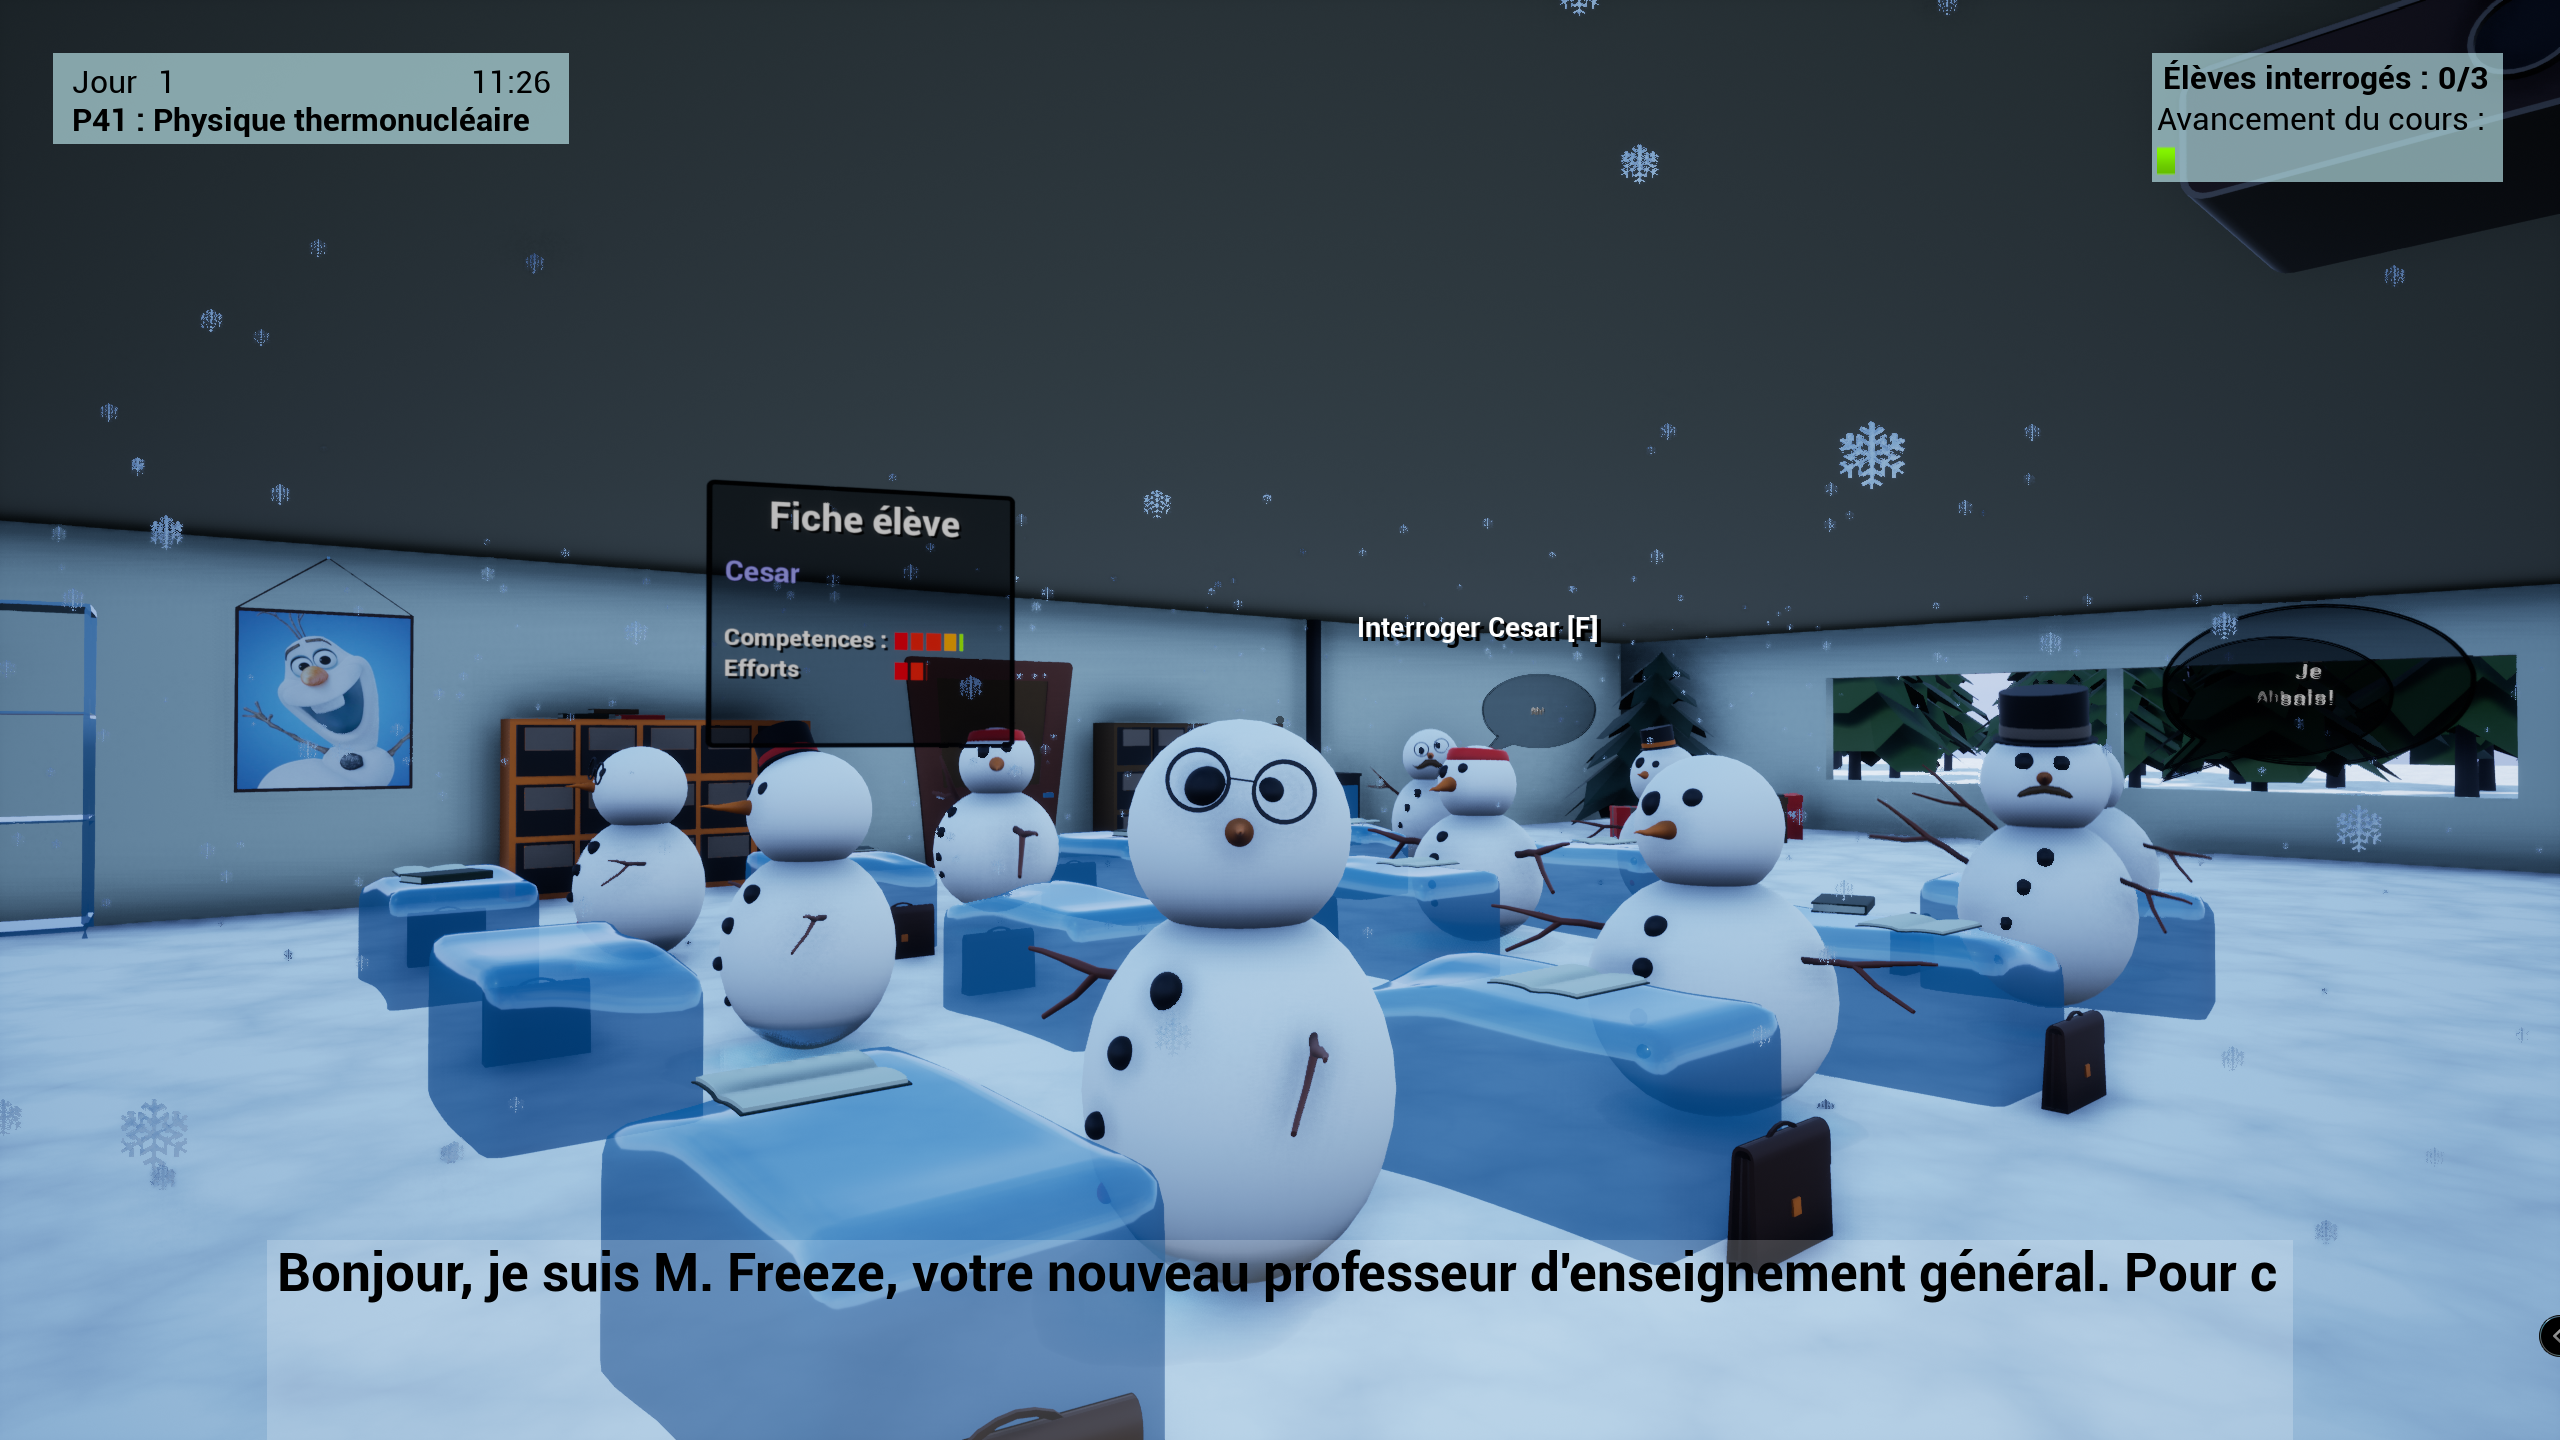 Jour 1 11:26
P41 : Physique thermonucléaire
Élèves interrogés : 0/3
Avancement du cours :
Fiche élève
Cesar
Competences :
Efforts
Interroger Cesar [F]
Ah!
Je
Bonjour, je suis M. Freeze, votre nouveau professeur d'enseignement général. Pour c